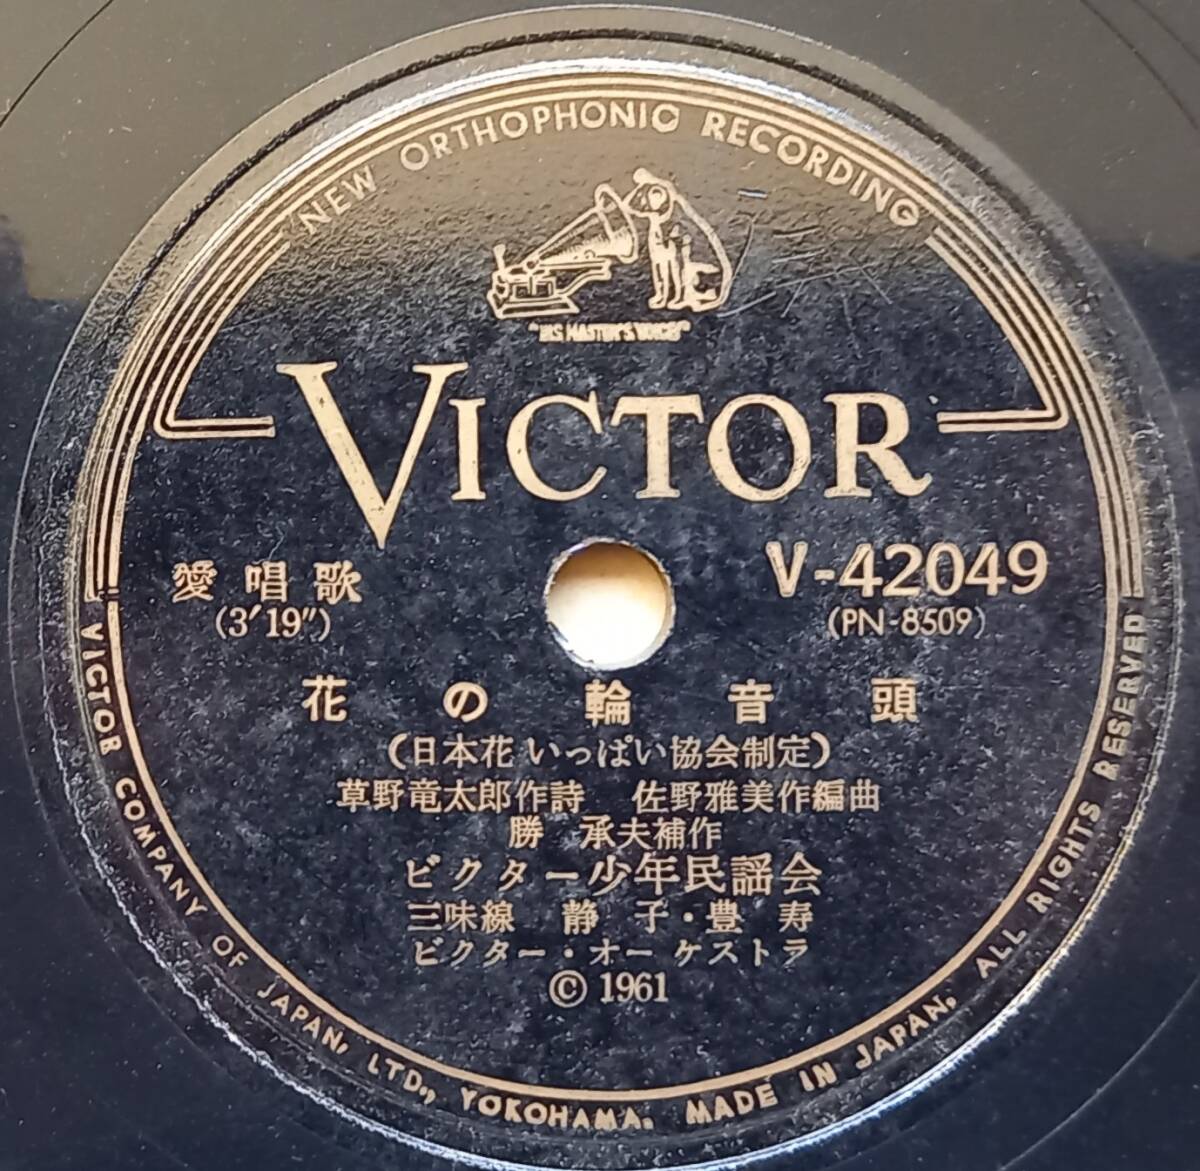 NEW ORTHOPHONIC RECORDING
"HIS MASTER'S VOICE"
VICTOR
愛唱歌
(3′19″)
V-42049
(PN-8509)
花の輪音頭
(日本花いっぱい協会制定)
草野竜太郎作詩 佐野雅美作編曲
勝 承夫補作
ビクター少年民謡会
三味線 静子・豊寿
ビクター・オーケストラ
© 1961
VICTOR COMPANY OF JAPAN, LTD., YOKOHAMA. MADE IN JAPAN, ALL RIGHTS RESERVED